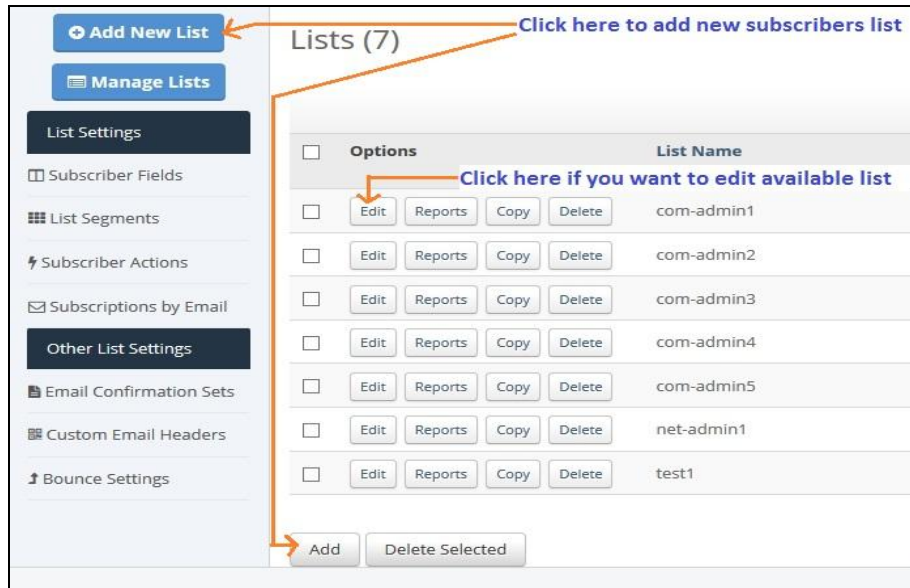 Add New List
Manage Lists
List Settings
Subscriber Fields
List Segments
Subscriber Actions
Subscriptions by Email
Other List Settings
Email Confirmation Sets
Custom Email Headers
Bounce Settings
Click here to add new subscribers list
Lists (7)
Options List Name
Click here if you want to edit available list
Edit Reports Copy Delete com-admin1
Edit Reports Copy Delete com-admin2
Edit Reports Copy Delete com-admin3
Edit Reports Copy Delete com-admin4
Edit Reports Copy Delete com-admin5
Edit Reports Copy Delete net-admin1
Edit Reports Copy Delete test1
Add Delete Selected